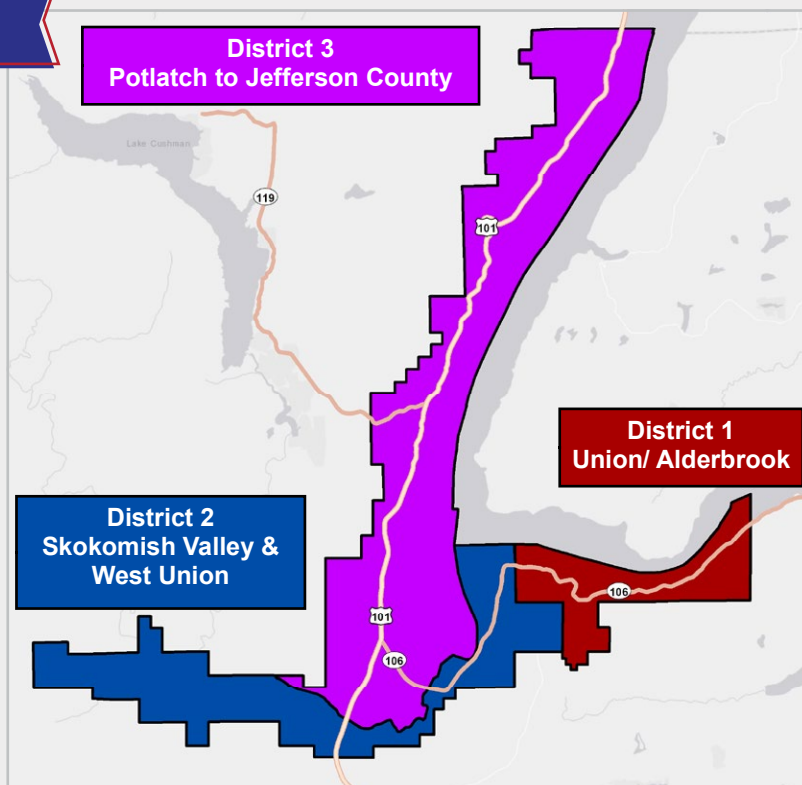 District 3
Potlatch to Jefferson County
Lake Cushman
119
101
District 1
Union/ Alderbrook
District 2
Skokomish Valley &
West Union
106
101
106